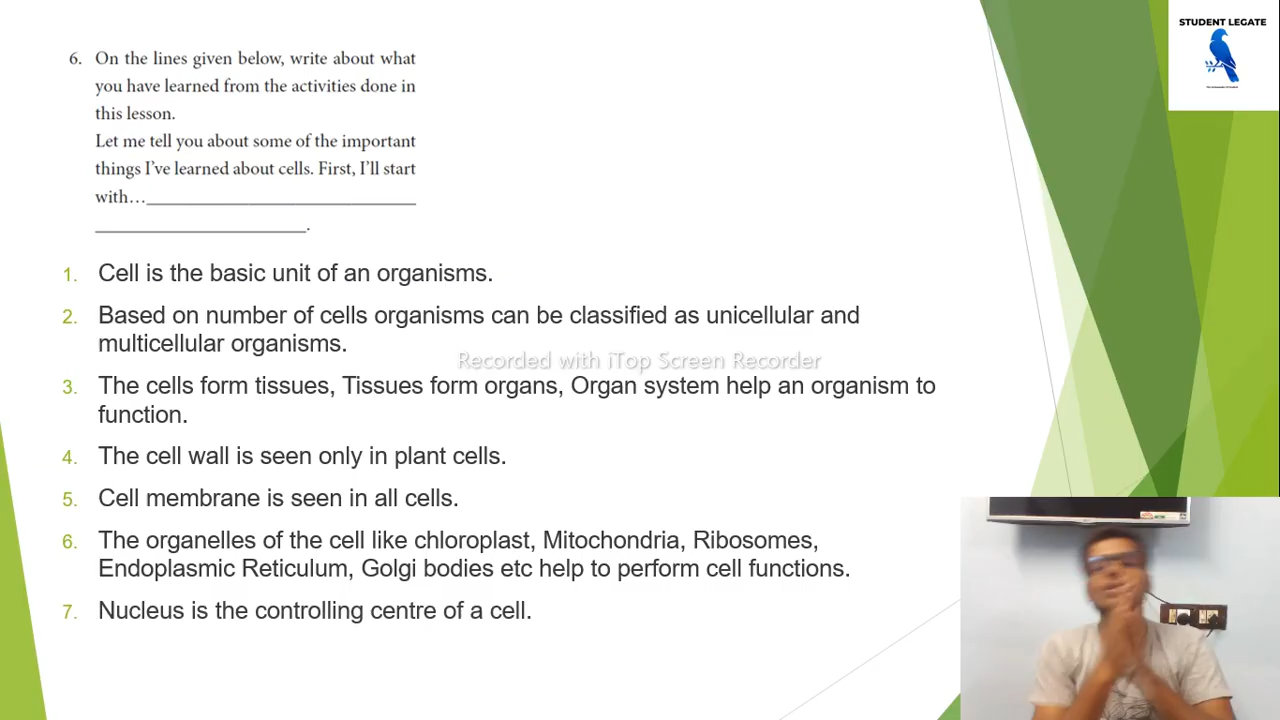 STUDENT LEGATE
6. On the lines given below, write about what
you have learned from the activities done in
this lesson.
Let me tell you about some of the important
things I've learned about cells. First, I'll start
with…______________________________
________________________.
1. Cell is the basic unit of an organisms.
2. Based on number of cells organisms can be classified as unicellular and
multicellular organisms.
Recorded with iTop Screen Recorder
3. The cells form tissues, Tissues form organs, Organ system help an organism to
function.
4. The cell wall is seen only in plant cells.
5. Cell membrane is seen in all cells.
6. The organelles of the cell like chloroplast, Mitochondria, Ribosomes,
Endoplasmic Reticulum, Golgi bodies etc help to perform cell functions.
7. Nucleus is the controlling centre of a cell.